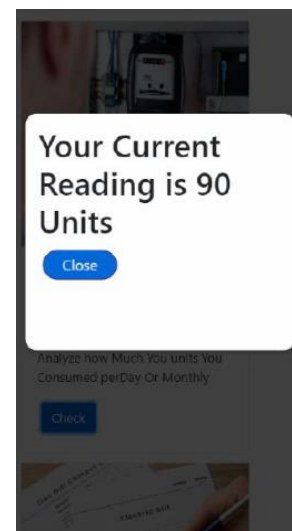 Your Current
Reading is 90
Units
Close
Analyze how Much You units You
Consumed perDay Or Monthly
Check